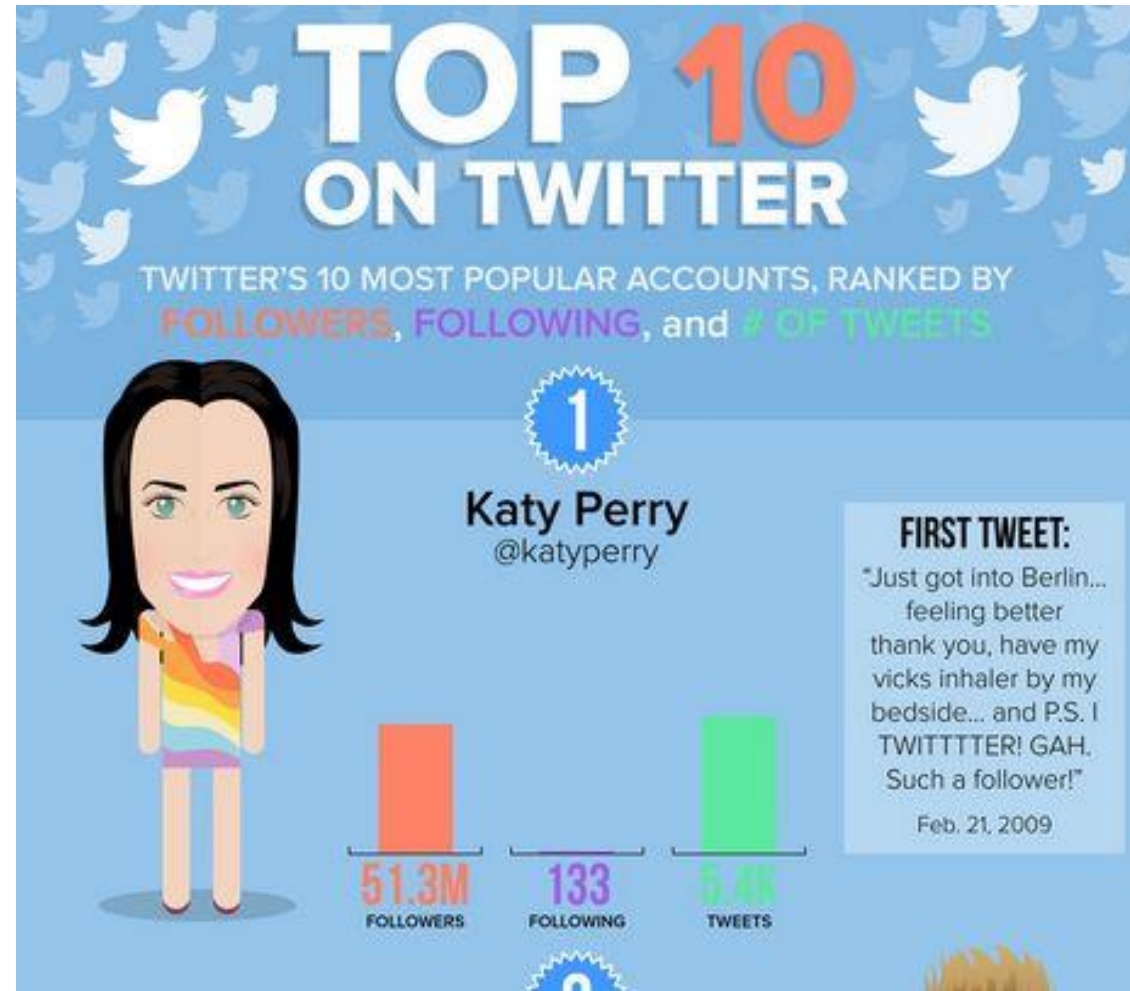 TOP 10
ON TWITTER
TWITTER'S 10 MOST POPULAR ACCOUNTS, RANKED BY
FOLLOWERS, FOLLOWING, and # OF TWEETS
1
Katy Perry
@katyperry
FIRST TWEET:
"Just got into Berlin...
feeling better
thank you, have my
vicks inhaler by my
bedside... and P.S. I
TWITTTTER! GAH.
Such a follower!"
Feb. 21, 2009
51.3M
FOLLOWERS
133
FOLLOWING
5.4K
TWEETS